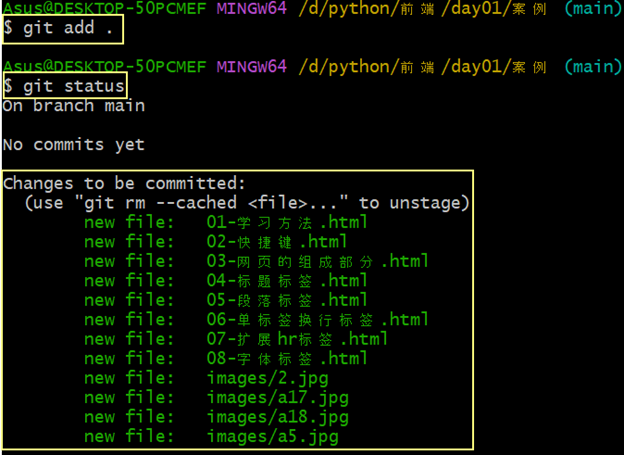 Asus@DESKTOP-50PCMEF MINGW64 /d/python/前端/day01/案例 (main)
$ git add .
Asus@DESKTOP-50PCMEF MINGW64 /d/python/前端/day01/案例 (main)
$ git status
On branch main
No commits yet
Changes to be committed:
(use "git rm --cached <file>..." to unstage)
new file: 01-学习方法.html
new file: 02-快捷键.html
new file: 03-网页的组成部分.html
new file: 04-标题标签.html
new file: 05-段落标签.html
new file: 06-单标签换行标签.html
new file: 07-扩展hr标签.html
new file: 08-字体标签.html
new file: images/2.jpg
new file: images/a17.jpg
new file: images/a18.jpg
new file: images/a5.jpg